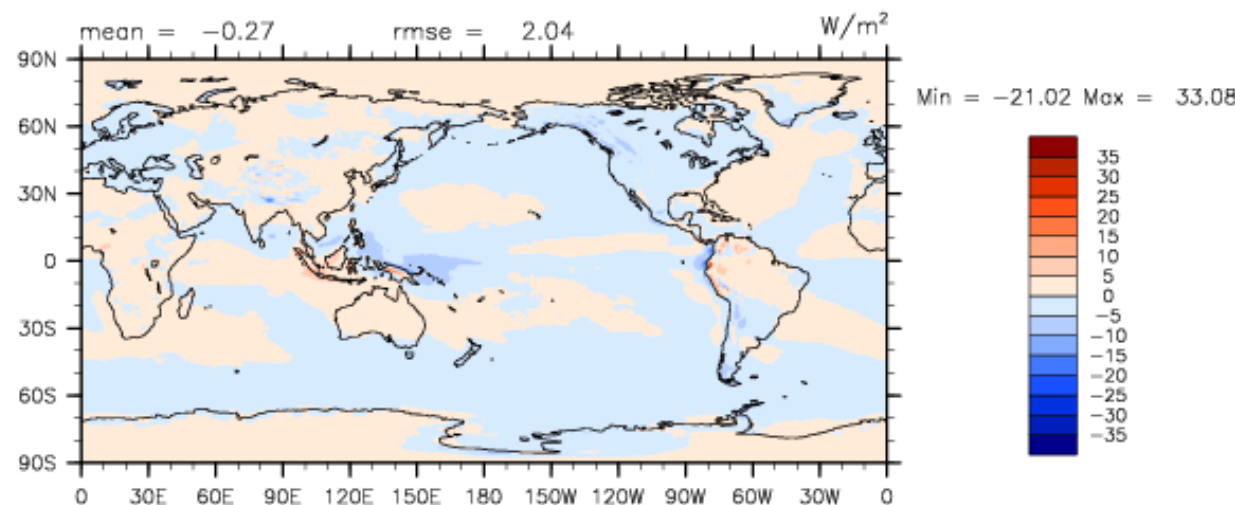 mean = -0.27 rmse = 2.04 W/m²
90N
60N
30N
0
30S
60S
90S
0 30E 60E 90E 120E 150E 180 150W 120W 90W 60W 30W 0
Min = -21.02 Max = 33.08
35
30
25
20
15
10
5
0
-5
-10
-15
-20
-25
-30
-35